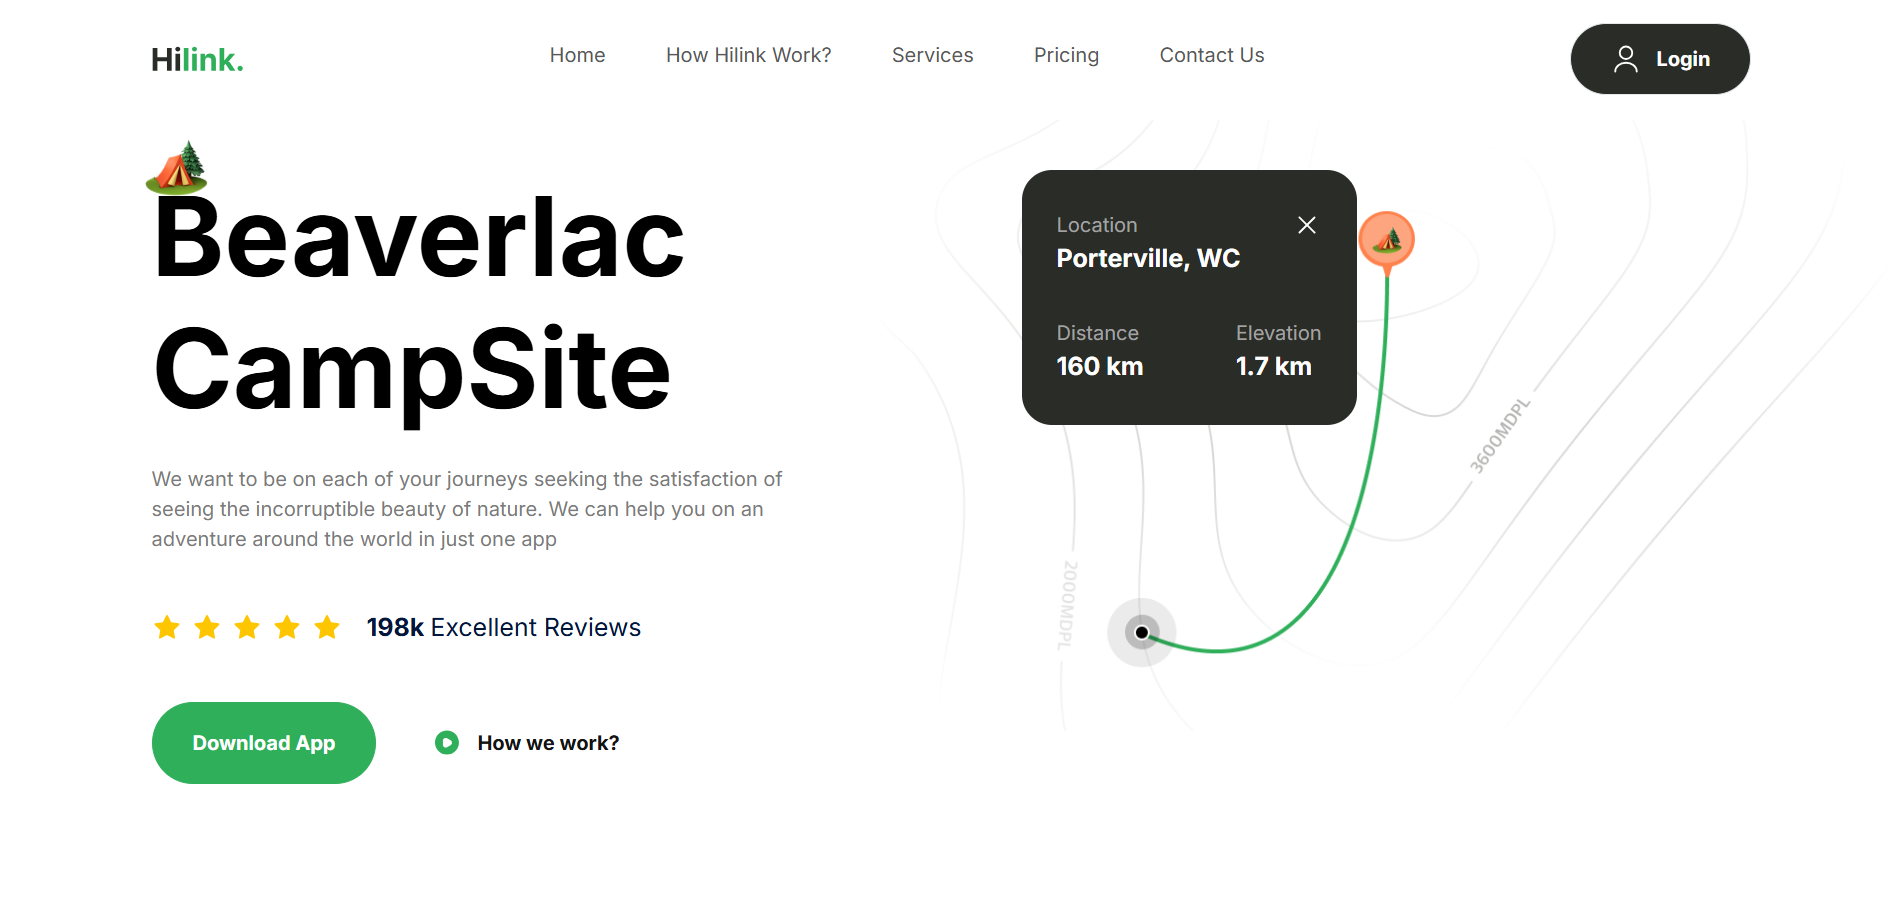 Hilink.
Home
How Hilink Work?
Services
Pricing
Contact Us
Login
Beaverlac
CampSite
We want to be on each of your journeys seeking the satisfaction of
seeing the incorruptible beauty of nature. We can help you on an
adventure around the world in just one app
198k Excellent Reviews
Download App
How we work?
Location
Porterville, WC
Distance
160 km
Elevation
1.7 km
3600MDPL
2000MDPL